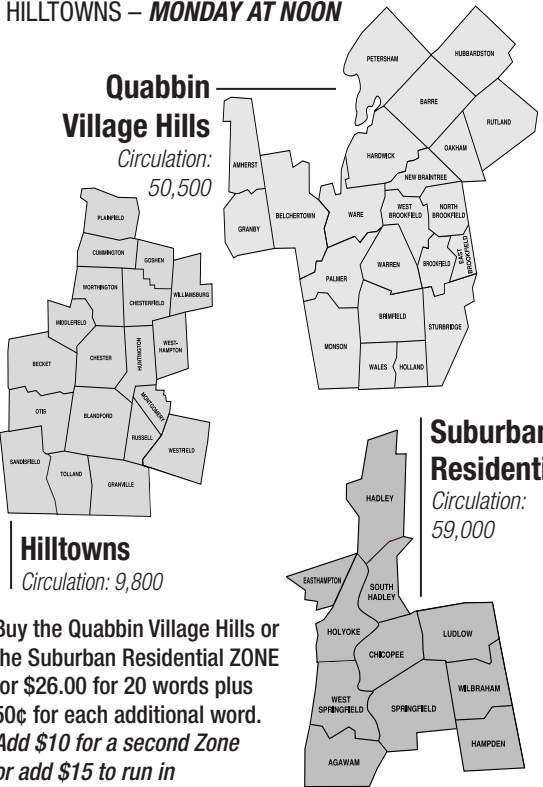 HILLTOWNS – MONDAY AT NOON
Quabbin
Village Hills
Circulation:
50,500
PETERSHAM
HUBBARDSTON
BARRE
RUTLAND
HARDWICK
OAKHAM
NEW BRAINTREE
AMHERST
BELCHERTOWN
WARE
WEST
BROOKFIELD
NORTH
BROOKFIELD
GRANBY
PALMER
WARREN
BROOKFIELD
EAST
BROOKFIELD
BRIMFIELD
STURBRIDGE
MONSON
WALES
HOLLAND
PLAINFIELD
CUMMINGTON
GOSHEN
WORTHINGTON
CHESTERFIELD
WILLIAMSBURG
MIDDLEFIELD
BECKET
CHESTER
HUNTINGTON
WEST-
HAMPTON
OTIS
BLANDFORD
MONTGOMERY
RUSSELL
WESTFIELD
SANDISFIELD
TOLLAND
GRANVILLE
Hilltowns
Circulation: 9,800
Suburban
Residenti
Circulation:
59,000
HADLEY
EASTHAMPTON
SOUTH
HADLEY
HOLYOKE
CHICOPEE
LUDLOW
WEST
SPRINGFIELD
SPRINGFIELD
WILBRAHAM
AGAWAM
HAMPDEN
Buy the Quabbin Village Hills or
the Suburban Residential ZONE
for $26.00 for 20 words plus
50¢ for each additional word.
Add $10 for a second Zone
or add $15 to run in